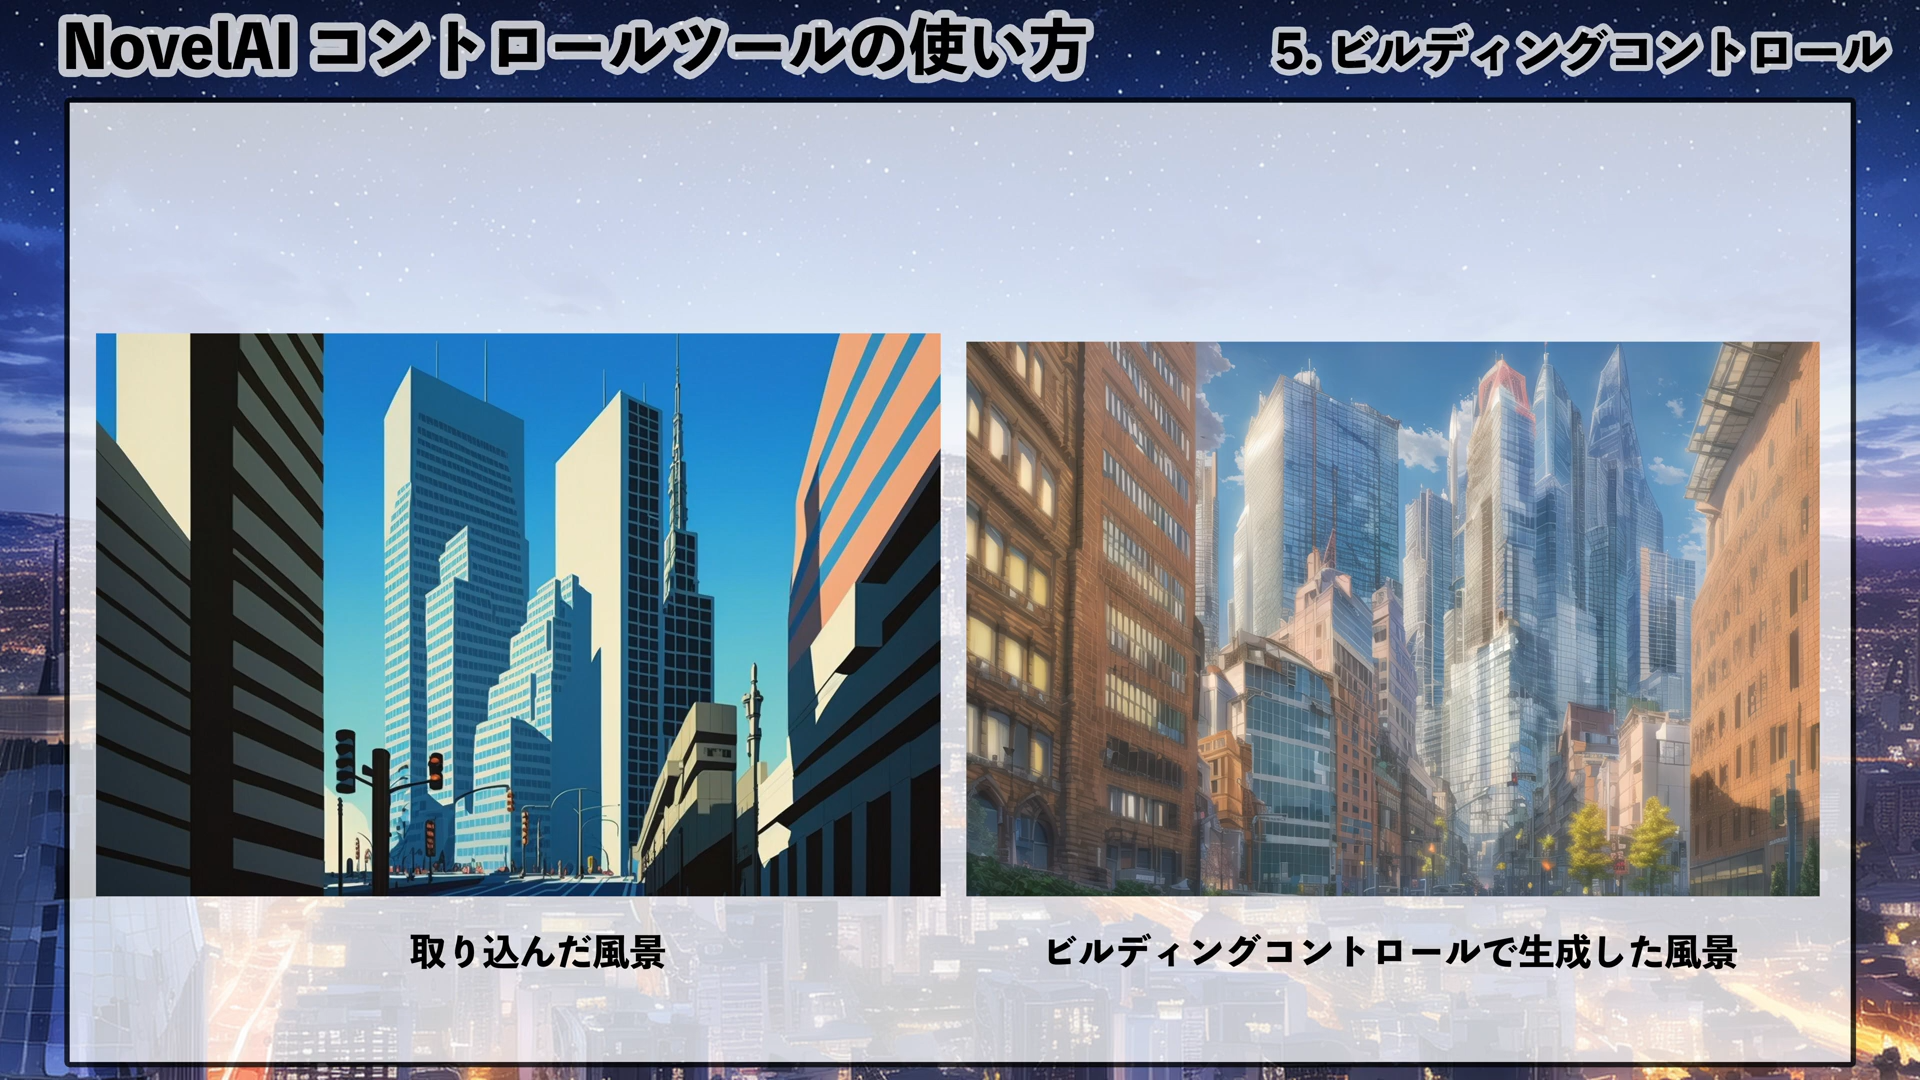 NovelAI コントロールツールの使い方
5. ビルディングコントロール
取り込んだ風景
ビルディングコントロールで生成した風景